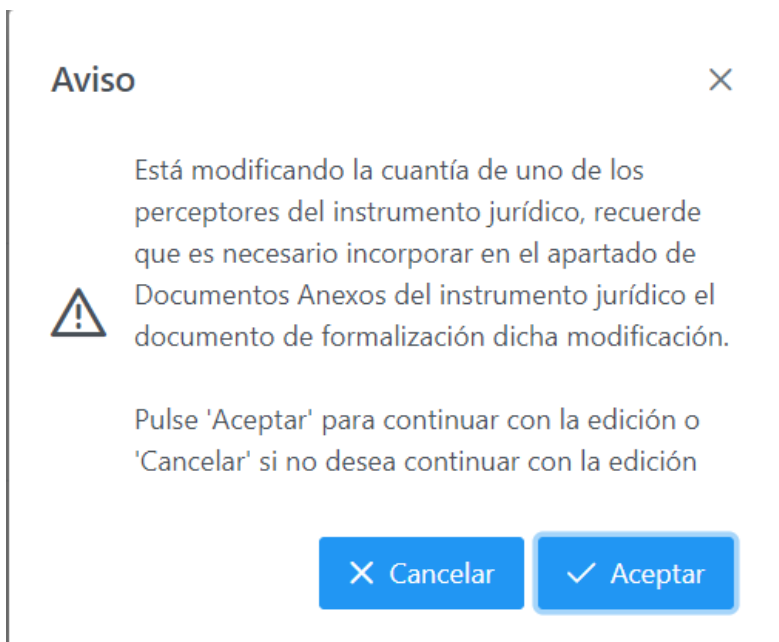 Aviso
Está modificando la cuantía de uno de los
perceptores del instrumento jurídico, recuerde
que es necesario incorporar en el apartado de
Documentos Anexos del instrumento jurídico el
documento de formalización dicha modificación.
Pulse 'Aceptar' para continuar con la edición o
'Cancelar' si no desea continuar con la edición
Cancelar
Aceptar